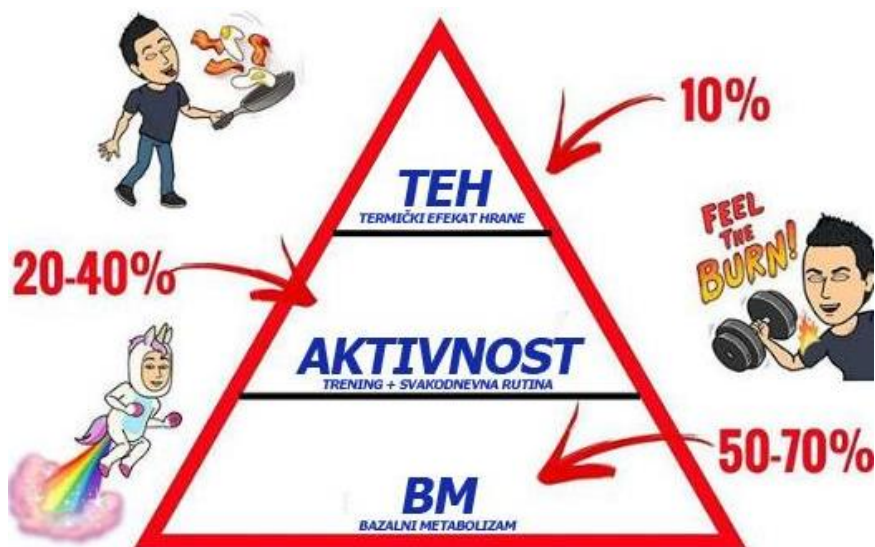 10%
TEH
TERMIČKI EFEKAT HRANE
FEEL
THE
BURN!
20-40%
AKTIVNOST
TRENING + SVAKODNEVNA RUTINA
50-70%
BM
BAZALNI METABOLIZAM